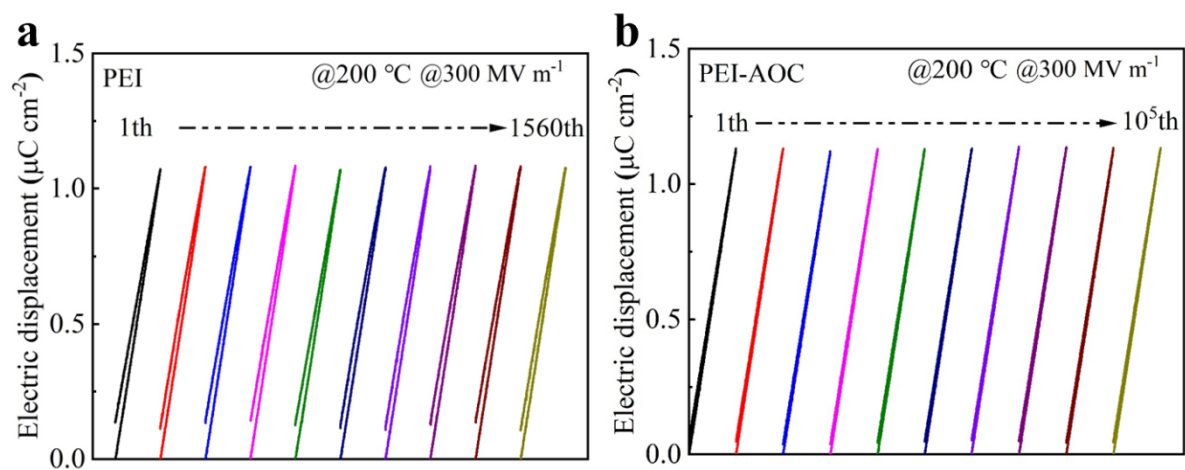 a
1.5
1.0
0.5
0.0
Electric displacement (μC cm⁻²)
PEI
@200 ℃ @300 MV m⁻¹
1th
1560th
b
1.5
1.0
0.5
0.0
Electric displacement (μC cm⁻²)
PEI-AOC
@200 ℃ @300 MV m⁻¹
1th
10⁵th